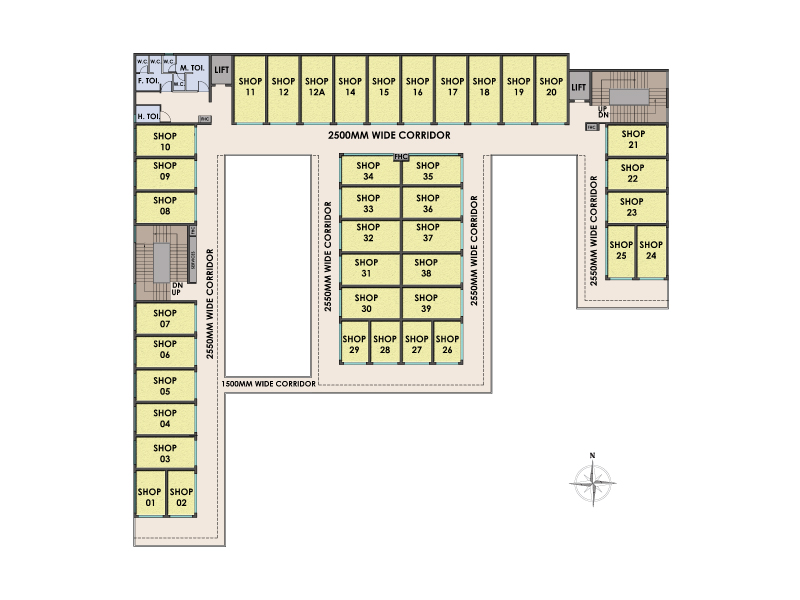 W.C. W.C. W.C.
M. TOI.
F. TOI.
W.C.
H. TOI.
LIFT
FHC
SHOP
11
SHOP
12
SHOP
12A
SHOP
14
SHOP
15
SHOP
16
SHOP
17
SHOP
18
SHOP
19
SHOP
20
LIFT
UP
DN
FHC
2500MM WIDE CORRIDOR
SHOP
10
SHOP
09
SHOP
08
FHC
SERVICES
DN
UP
2550MM WIDE CORRIDOR
SHOP
07
SHOP
06
SHOP
05
SHOP
04
SHOP
03
SHOP
01
SHOP
02
1500MM WIDE CORRIDOR
2550MM WIDE CORRIDOR
FHC
SHOP
34
SHOP
35
SHOP
33
SHOP
36
SHOP
32
SHOP
37
SHOP
31
SHOP
38
SHOP
30
SHOP
39
SHOP
29
SHOP
28
SHOP
27
SHOP
26
2550MM WIDE CORRIDOR
2550MM WIDE CORRIDOR
SHOP
21
SHOP
22
SHOP
23
SHOP
25
SHOP
24
N